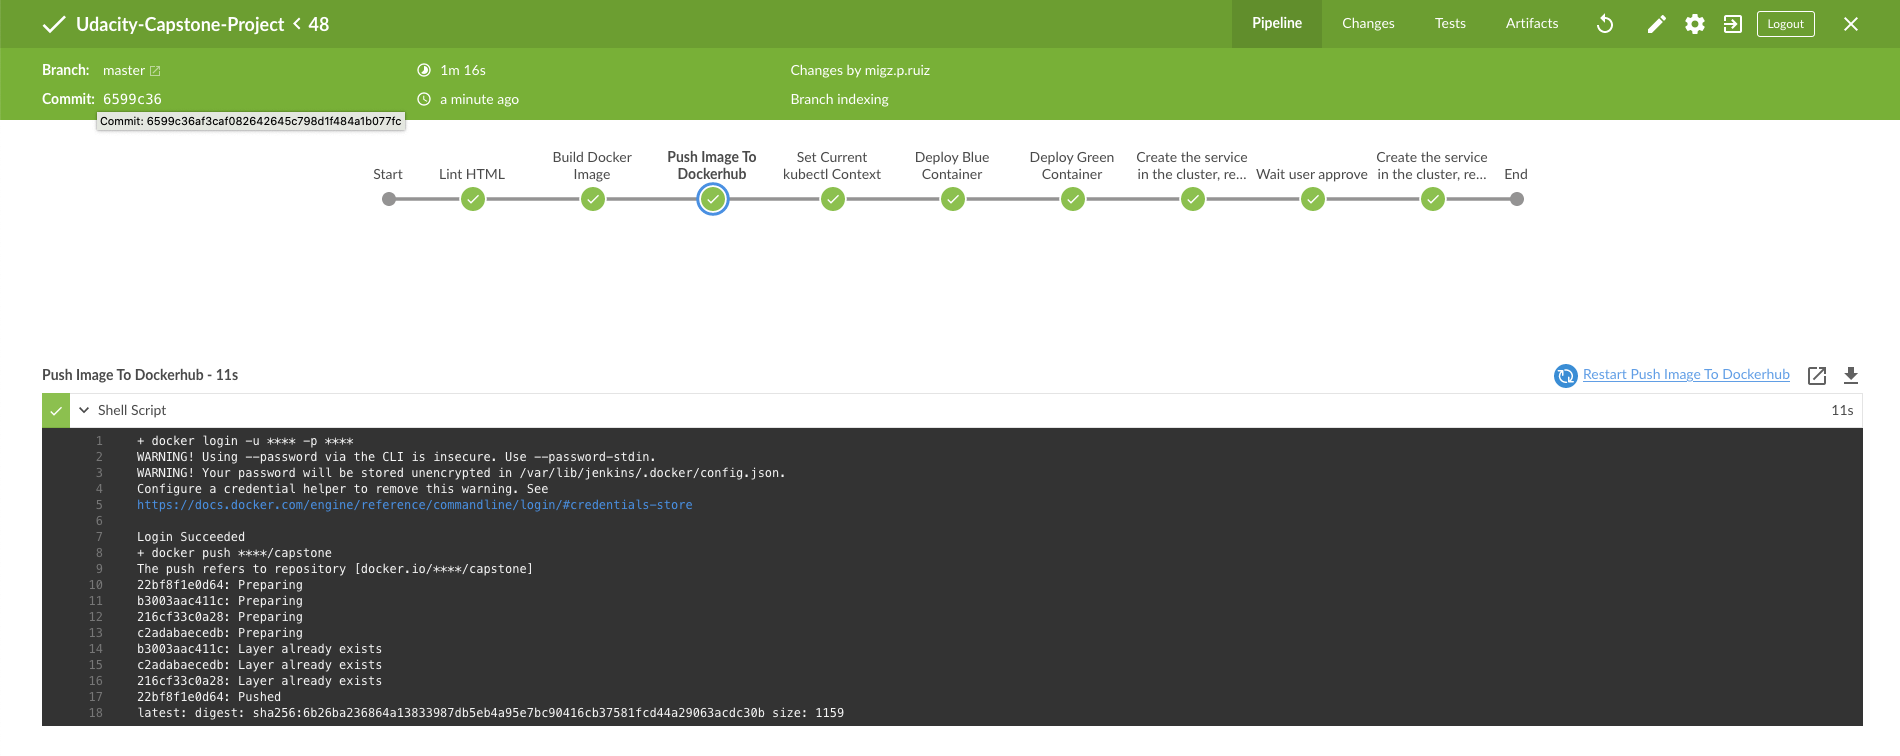 Udacity-Capstone-Project < 48
Pipeline
Changes
Tests
Artifacts
Logout
Branch: master
1m 16s
Changes by migz.p.ruiz
Commit: 6599c36
a minute ago
Branch indexing
Commit: 6599c36af3caf082642645c798d1f484a1b077fc
Start
Lint HTML
Build Docker
Image
Push Image To
Dockerhub
Set Current
kubectl Context
Deploy Blue
Container
Deploy Green
Container
Create the service
in the cluster, re...
Wait user approve
Create the service
in the cluster, re...
End
Push Image To Dockerhub - 11s
Restart Push Image To Dockerhub
Shell Script
11s
1 + docker login -u **** -p ****
2 WARNING! Using --password via the CLI is insecure. Use --password-stdin.
3 WARNING! Your password will be stored unencrypted in /var/lib/jenkins/.docker/config.json.
4 Configure a credential helper to remove this warning. See
5 https://docs.docker.com/engine/reference/commandline/login/#credentials-store
6
7 Login Succeeded
8 + docker push ****/capstone
9 The push refers to repository [docker.io/****/capstone]
10 22bf8f1e0d64: Preparing
11 b3003aac411c: Preparing
12 216cf33c0a28: Preparing
13 c2adabaecedb: Preparing
14 b3003aac411c: Layer already exists
15 c2adabaecedb: Layer already exists
16 216cf33c0a28: Layer already exists
17 22bf8f1e0d64: Pushed
18 latest: digest: sha256:6b26ba236864a13833987db5eb4a95e7bc90416cb37581fcd44a29063acdc30b size: 1159